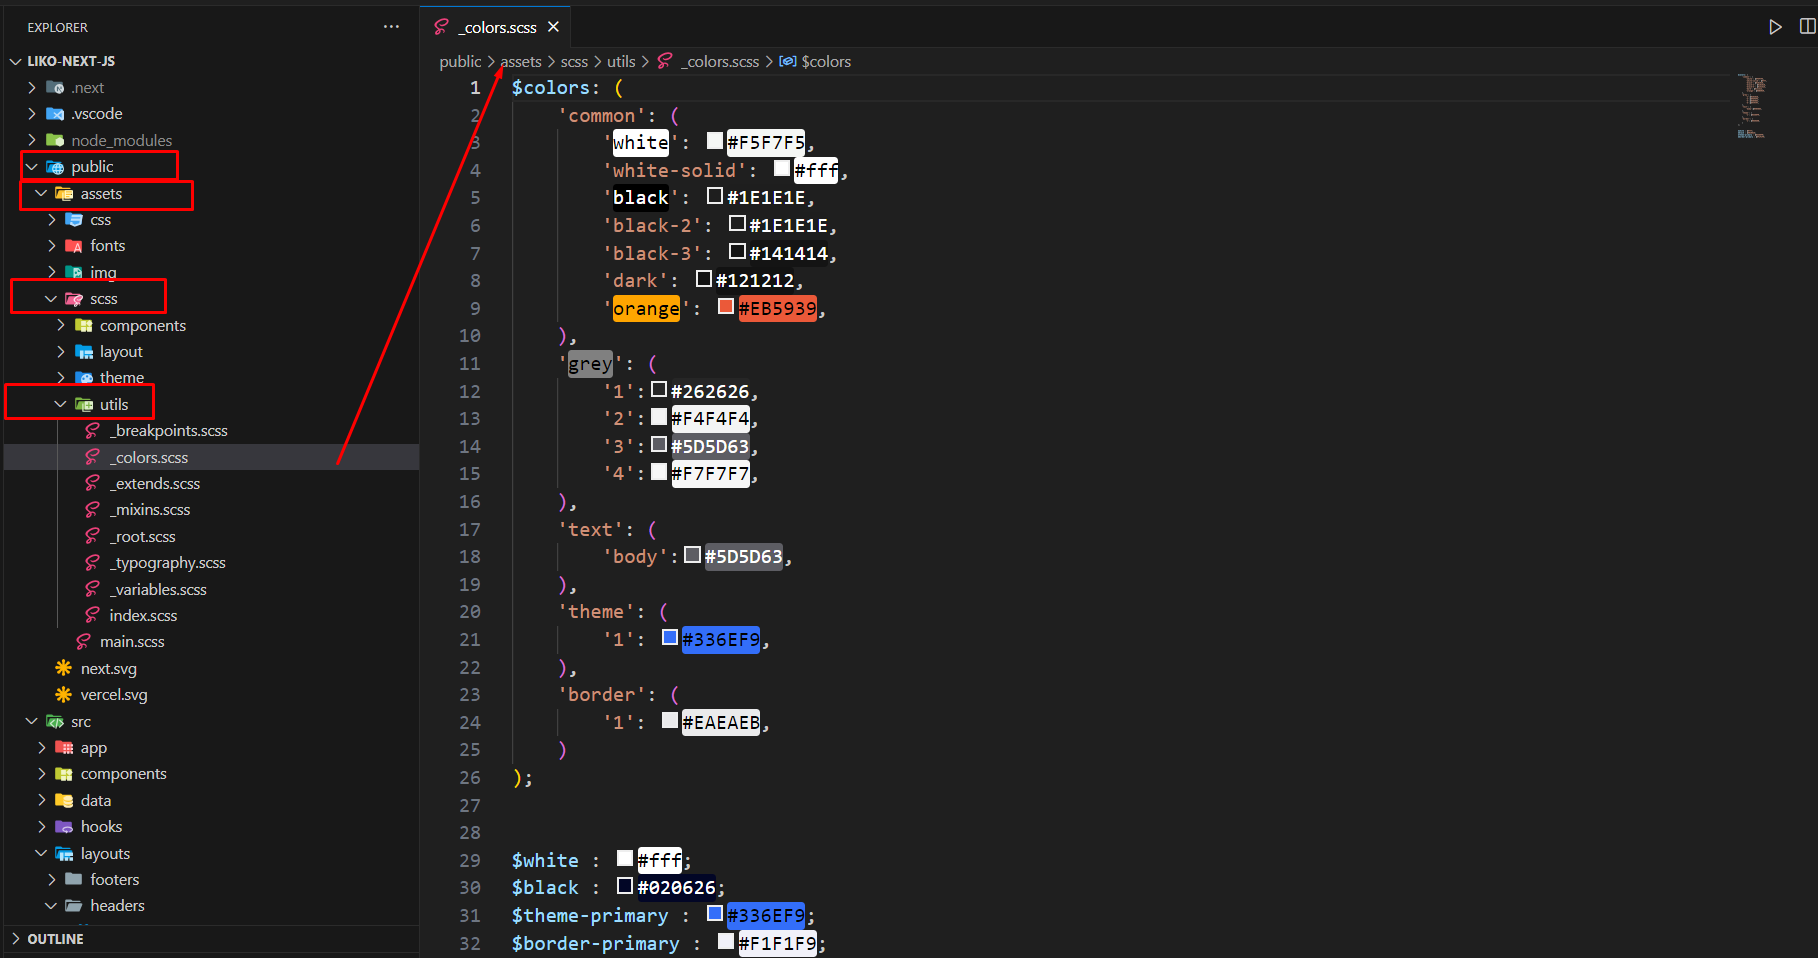 EXPLORER
LIKO-NEXT-JS
.next
.vscode
node_modules
public
assets
css
fonts
img
scss
components
layout
theme
utils
_breakpoints.scss
_colors.scss
_extends.scss
_mixins.scss
_root.scss
_typography.scss
_variables.scss
index.scss
main.scss
next.svg
vercel.svg
src
app
components
data
hooks
layouts
footers
headers
OUTLINE
_colors.scss
public > assets > scss > utils > _colors.scss > $colors
1 $colors: (
2 'common': (
3 'white': #F5F7F5,
4 'white-solid': #fff,
5 'black': #1E1E1E,
6 'black-2': #1E1E1E,
7 'black-3': #141414,
8 'dark': #121212,
9 'orange': #EB5939,
10 ),
11 'grey': (
12 '1': #262626,
13 '2': #F4F4F4,
14 '3': #5D5D63,
15 '4': #F7F7F7,
16 ),
17 'text': (
18 'body': #5D5D63,
19 ),
20 'theme': (
21 '1': #336EF9,
22 ),
23 'border': (
24 '1': #EAEAEB,
25 )
26 );
27
28
29 $white : #fff;
30 $black : #020626;
31 $theme-primary : #336EF9;
32 $border-primary : #F1F1F9;